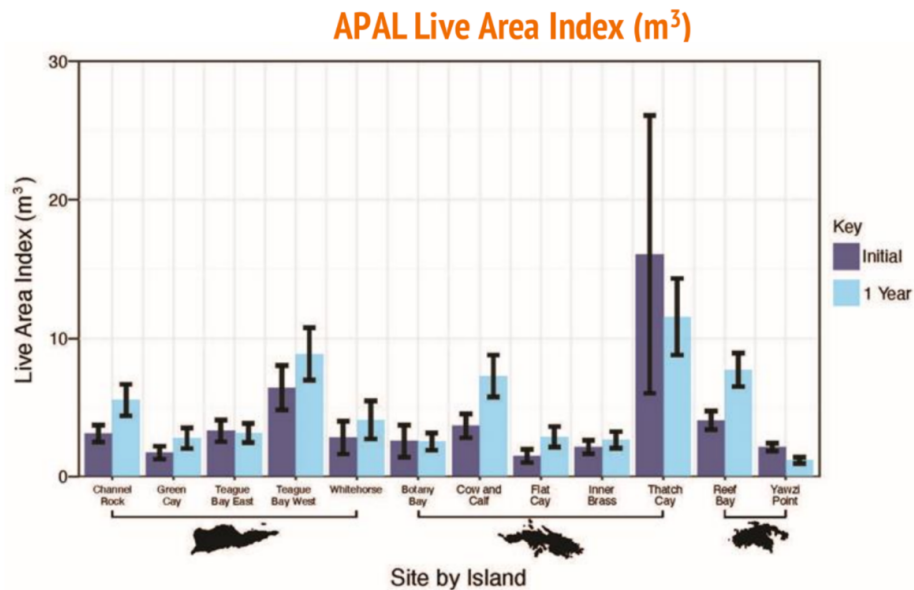 APAL Live Area Index (m³)
30
20
10
0
Live Area Index (m³)
Key
Initial
1 Year
Channel
Rock
Green
Cay
Teague
Bay East
Teague
Bay West
Whitehorse
Botany
Bay
Cow and
Calf
Flat
Cay
Inner
Brass
Thatch
Cay
Reef
Bay
Yawzi
Point
Site by Island